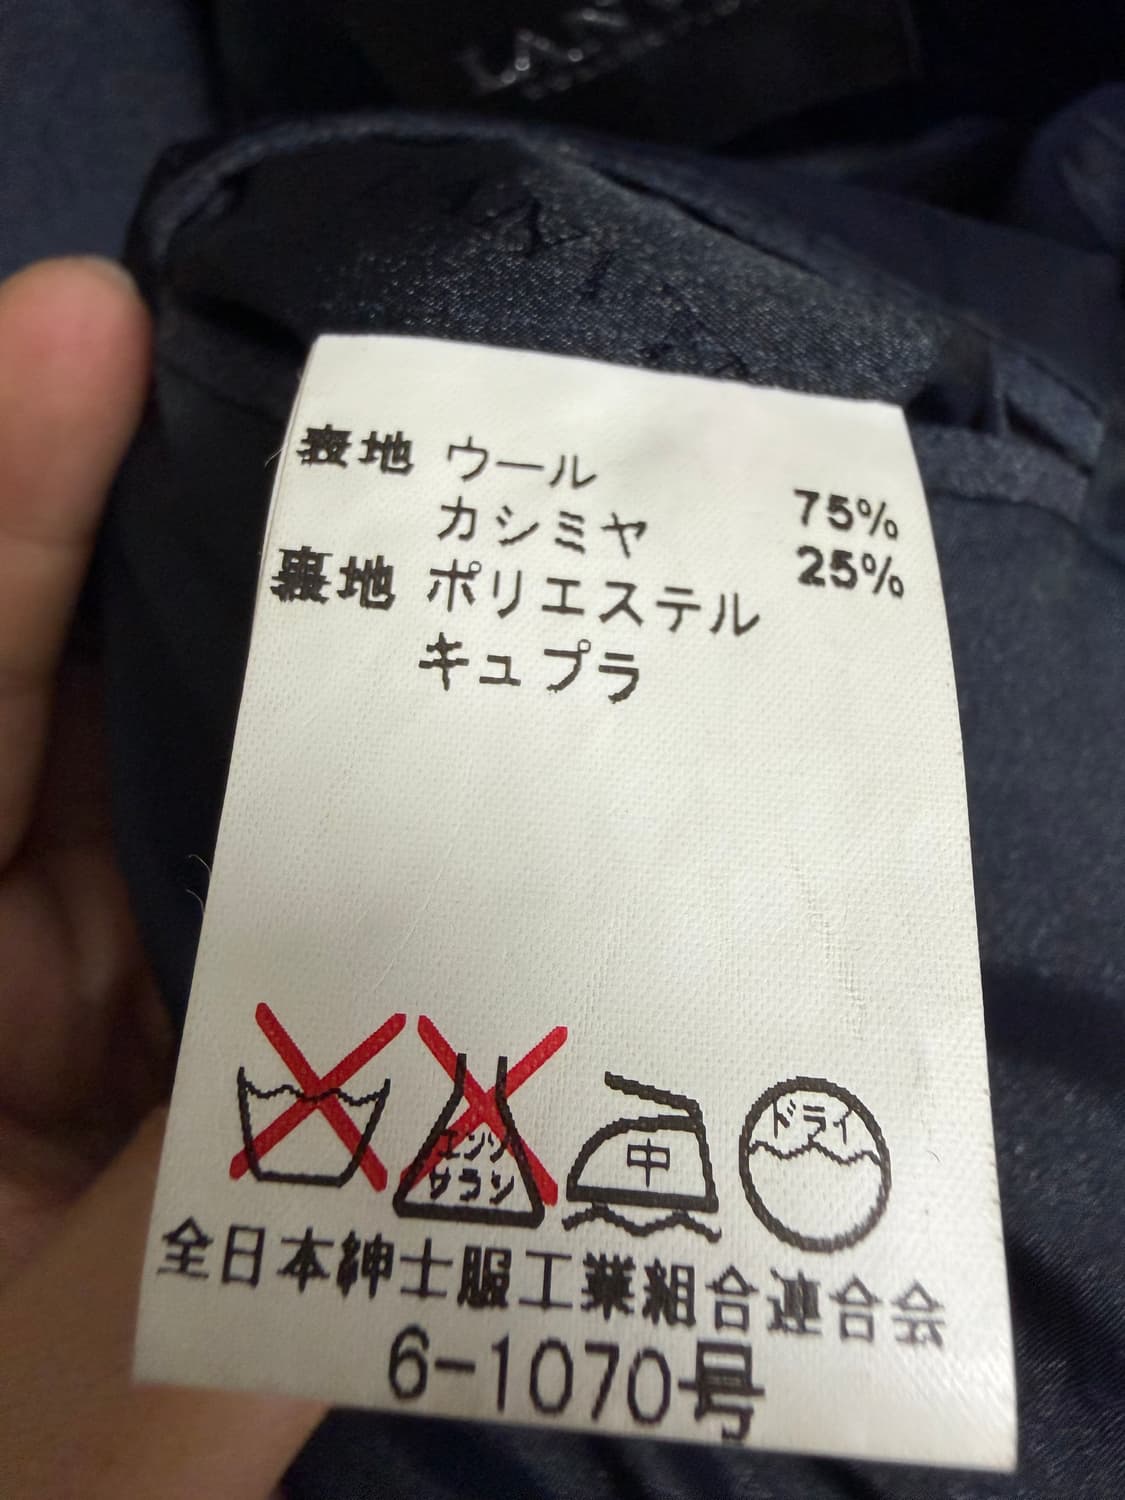 表地 ウール 75%
カシミヤ 25%
裏地 ポリエステル
キュプラ
エンソ
サラシ
中
ドライ
全日本紳士服工業組合連合会
6-1070号